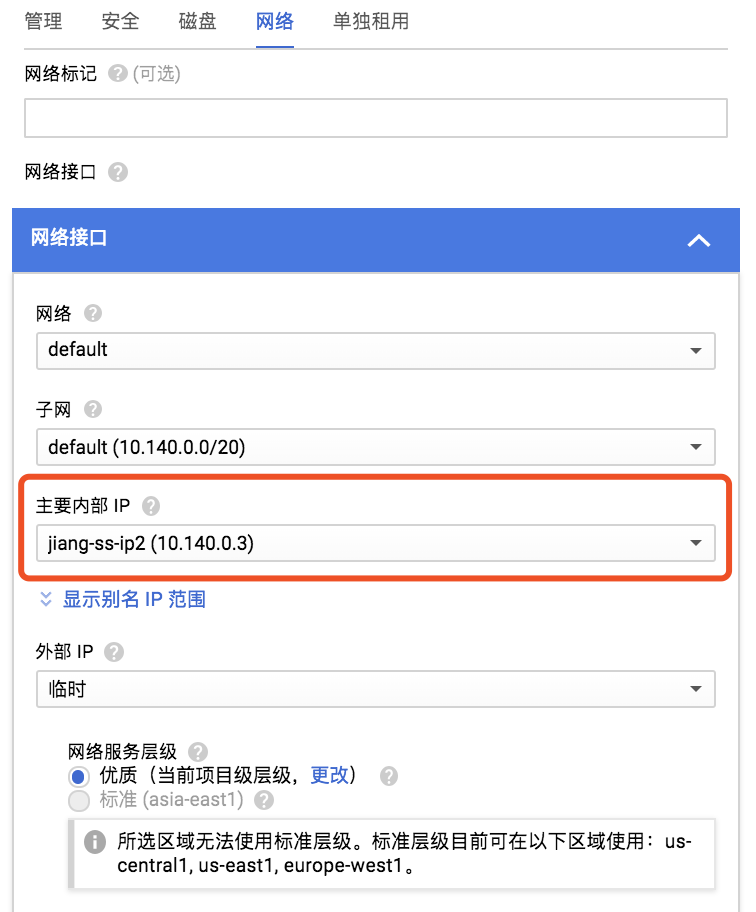 管理 安全 磁盘 网络 单独租用
网络标记 ? (可选)
网络接口 ?
网络接口
网络 ?
default
子网 ?
default (10.140.0.0/20)
主要内部 IP ?
jiang-ss-ip2 (10.140.0.3)
显示别名 IP 范围
外部 IP ?
临时
网络服务层级 ?
优质（当前项目级层级，更改） ?
标准 (asia-east1) ?
所选区域无法使用标准层级。标准层级目前可在以下区域使用：us-
central1, us-east1, europe-west1。